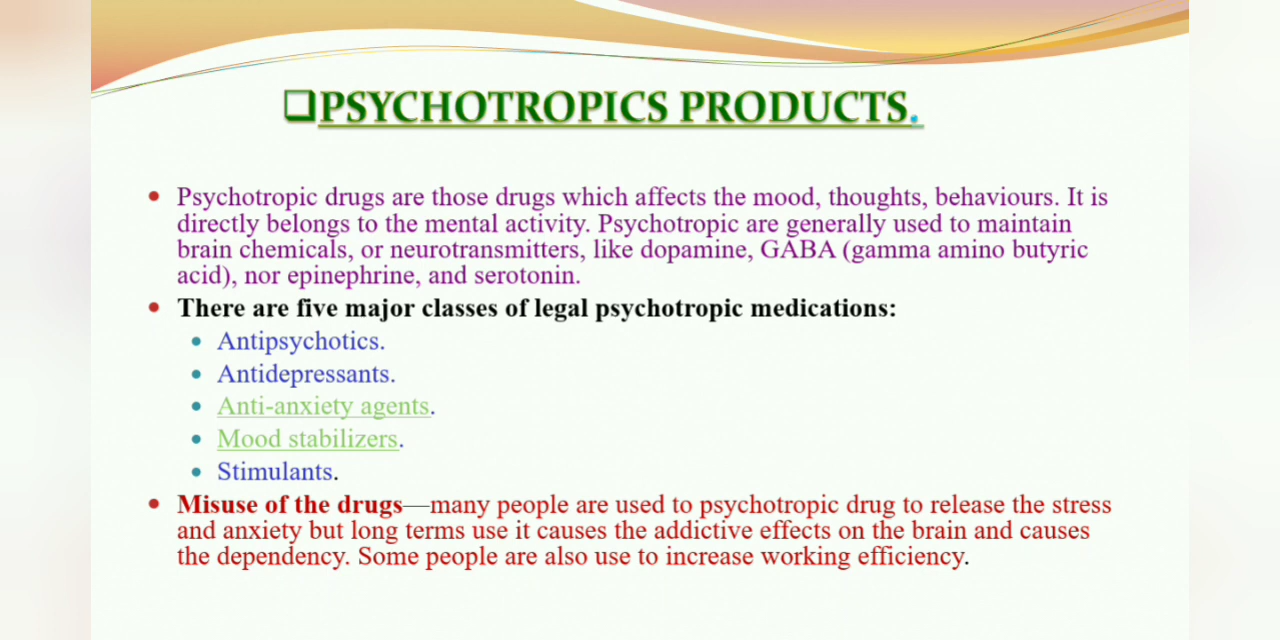 ❑PSYCHOTROPICS PRODUCTS.
• Psychotropic drugs are those drugs which affects the mood, thoughts, behaviours. It is
directly belongs to the mental activity. Psychotropic are generally used to maintain
brain chemicals, or neurotransmitters, like dopamine, GABA (gamma amino butyric
acid), nor epinephrine, and serotonin.
• There are five major classes of legal psychotropic medications:
• Antipsychotics.
• Antidepressants.
• Anti-anxiety agents.
• Mood stabilizers.
• Stimulants.
• Misuse of the drugs—many people are used to psychotropic drug to release the stress
and anxiety but long terms use it causes the addictive effects on the brain and causes
the dependency. Some people are also use to increase working efficiency.